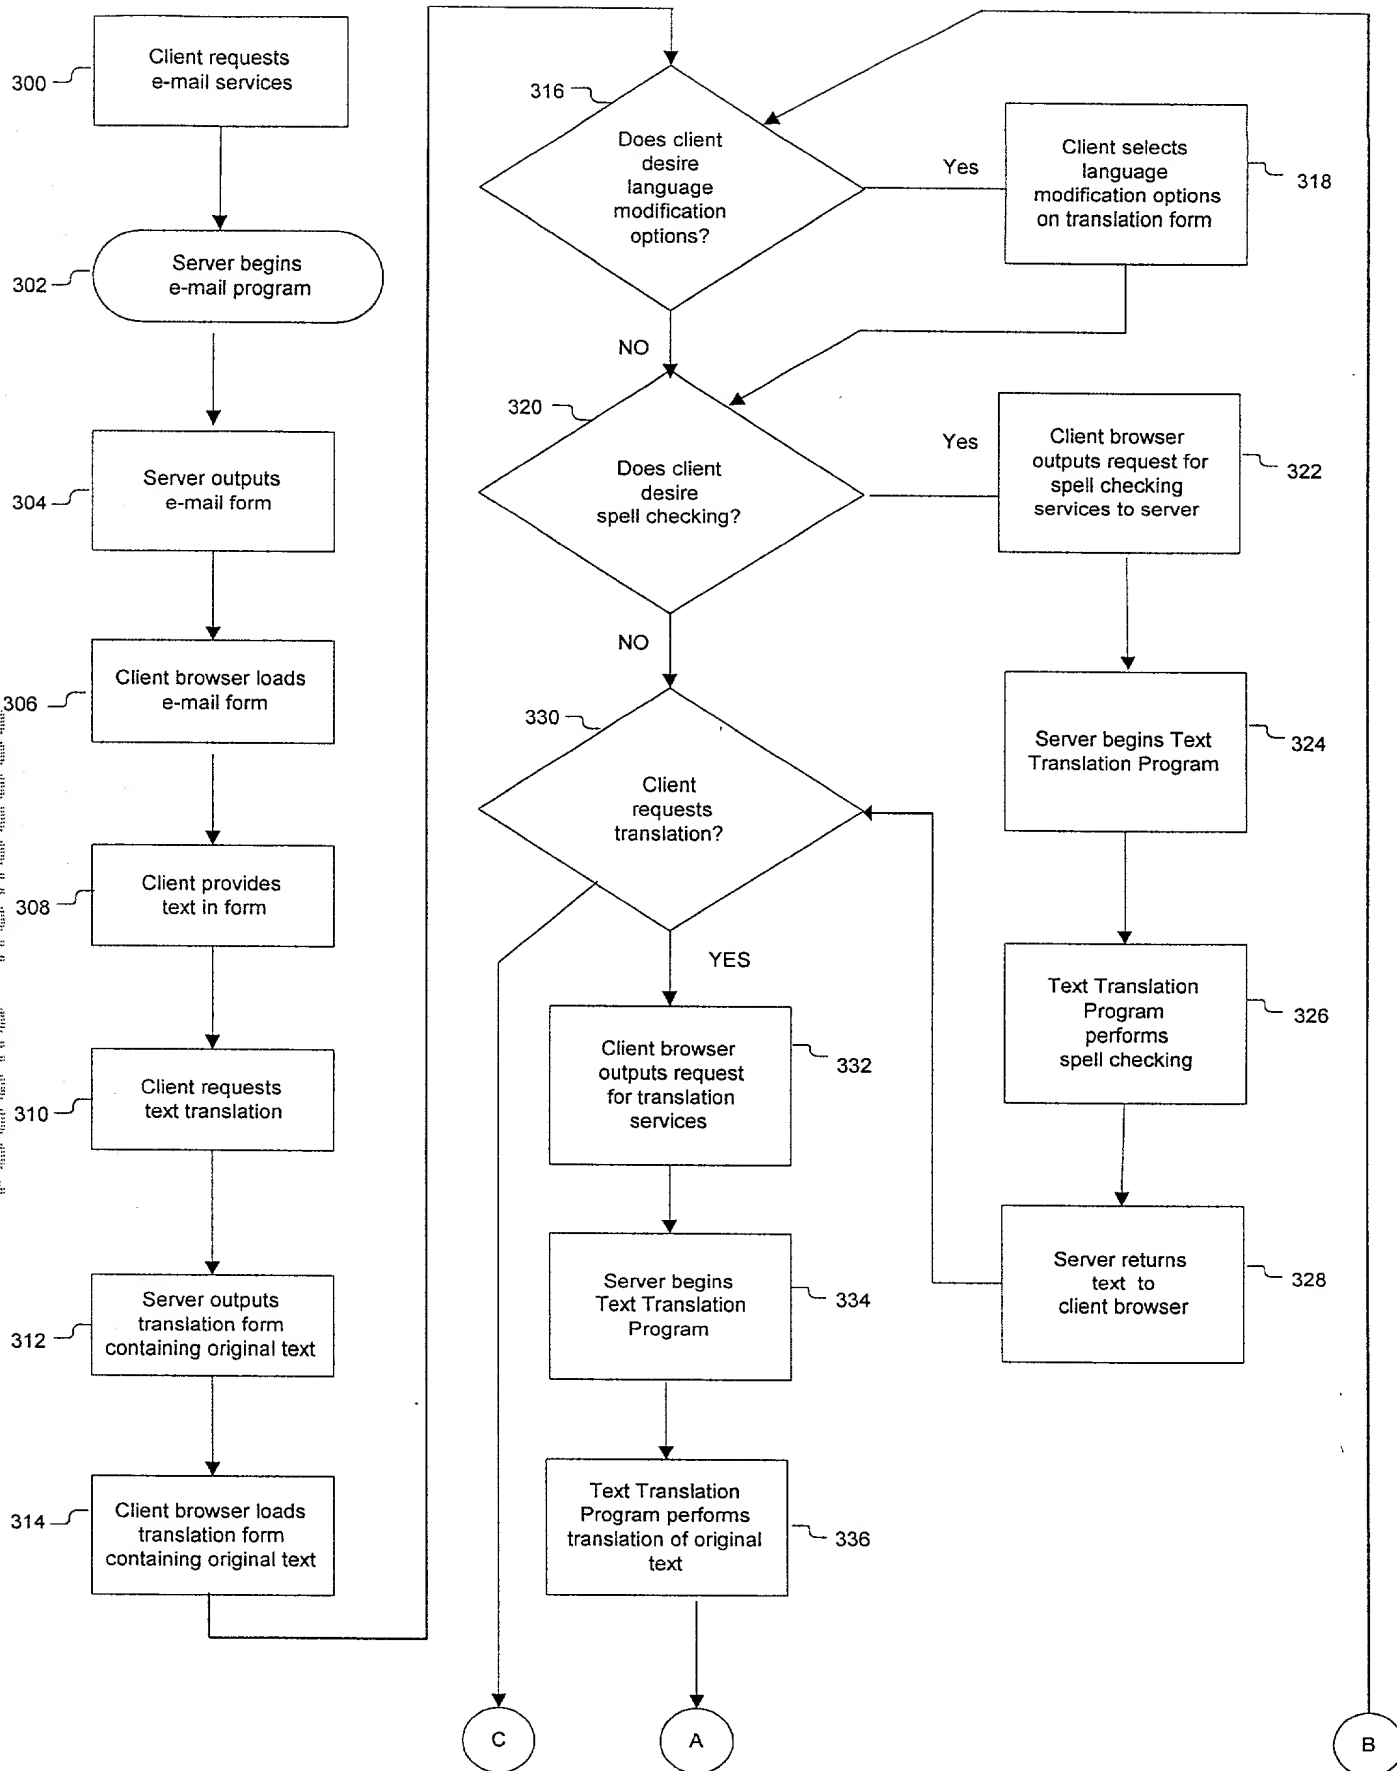 300
Client requests
e-mail services
302
Server begins
e-mail program
304
Server outputs
e-mail form
306
Client browser loads
e-mail form
308
Client provides
text in form
310
Client requests
text translation
312
Server outputs
translation form
containing original text
314
Client browser loads
translation form
containing original text
316
Does client
desire
language
modification
options?
Yes
NO
318
Client selects
language
modification options
on translation form
320
Does client
desire
spell checking?
Yes
NO
322
Client browser
outputs request for
spell checking
services to server
324
Server begins Text
Translation Program
326
Text Translation
Program
performs
spell checking
328
Server returns
text to
client browser
330
Client
requests
translation?
YES
332
Client browser
outputs request
for translation
services
334
Server begins
Text Translation
Program
336
Text Translation
Program performs
translation of original
text
C
A
B